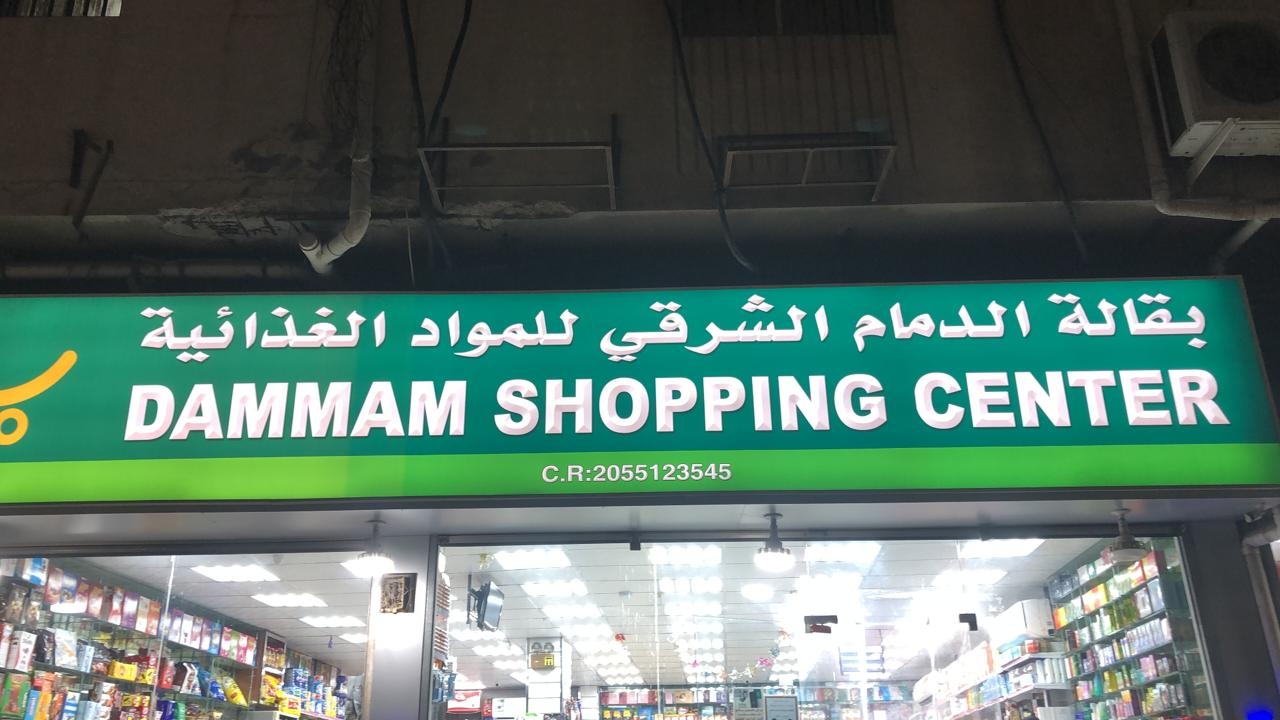 بقالة الدمام الشرقي للمواد الغذائية
DAMMAM SHOPPING CENTER
C.R:2055123545